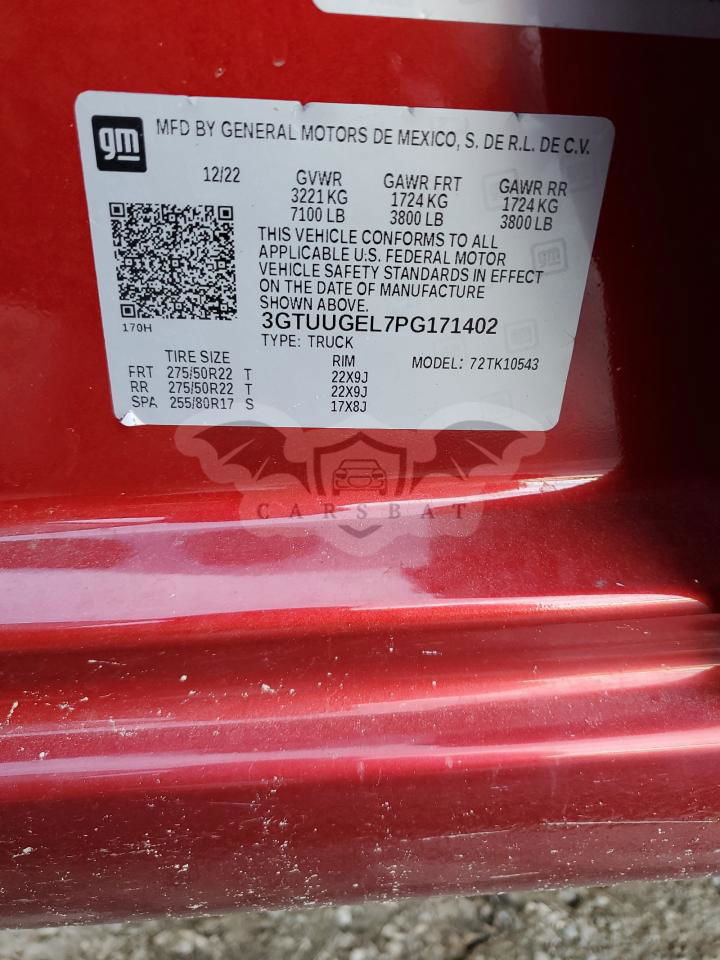 gm
MFD BY GENERAL MOTORS DE MEXICO, S. DE R.L. DE C.V.
12/22 GVWR GAWR FRT GAWR RR
3221 KG 1724 KG 1724 KG
7100 LB 3800 LB 3800 LB
THIS VEHICLE CONFORMS TO ALL
APPLICABLE U.S. FEDERAL MOTOR
VEHICLE SAFETY STANDARDS IN EFFECT
ON THE DATE OF MANUFACTURE
SHOWN ABOVE.
170H 3GTUUGEL7PG171402
TYPE: TRUCK
TIRE SIZE RIM MODEL: 72TK10543
FRT 275/50R22 T 22X9J
RR 275/50R22 T 22X9J
SPA 255/80R17 S 17X8J
CARSBAT